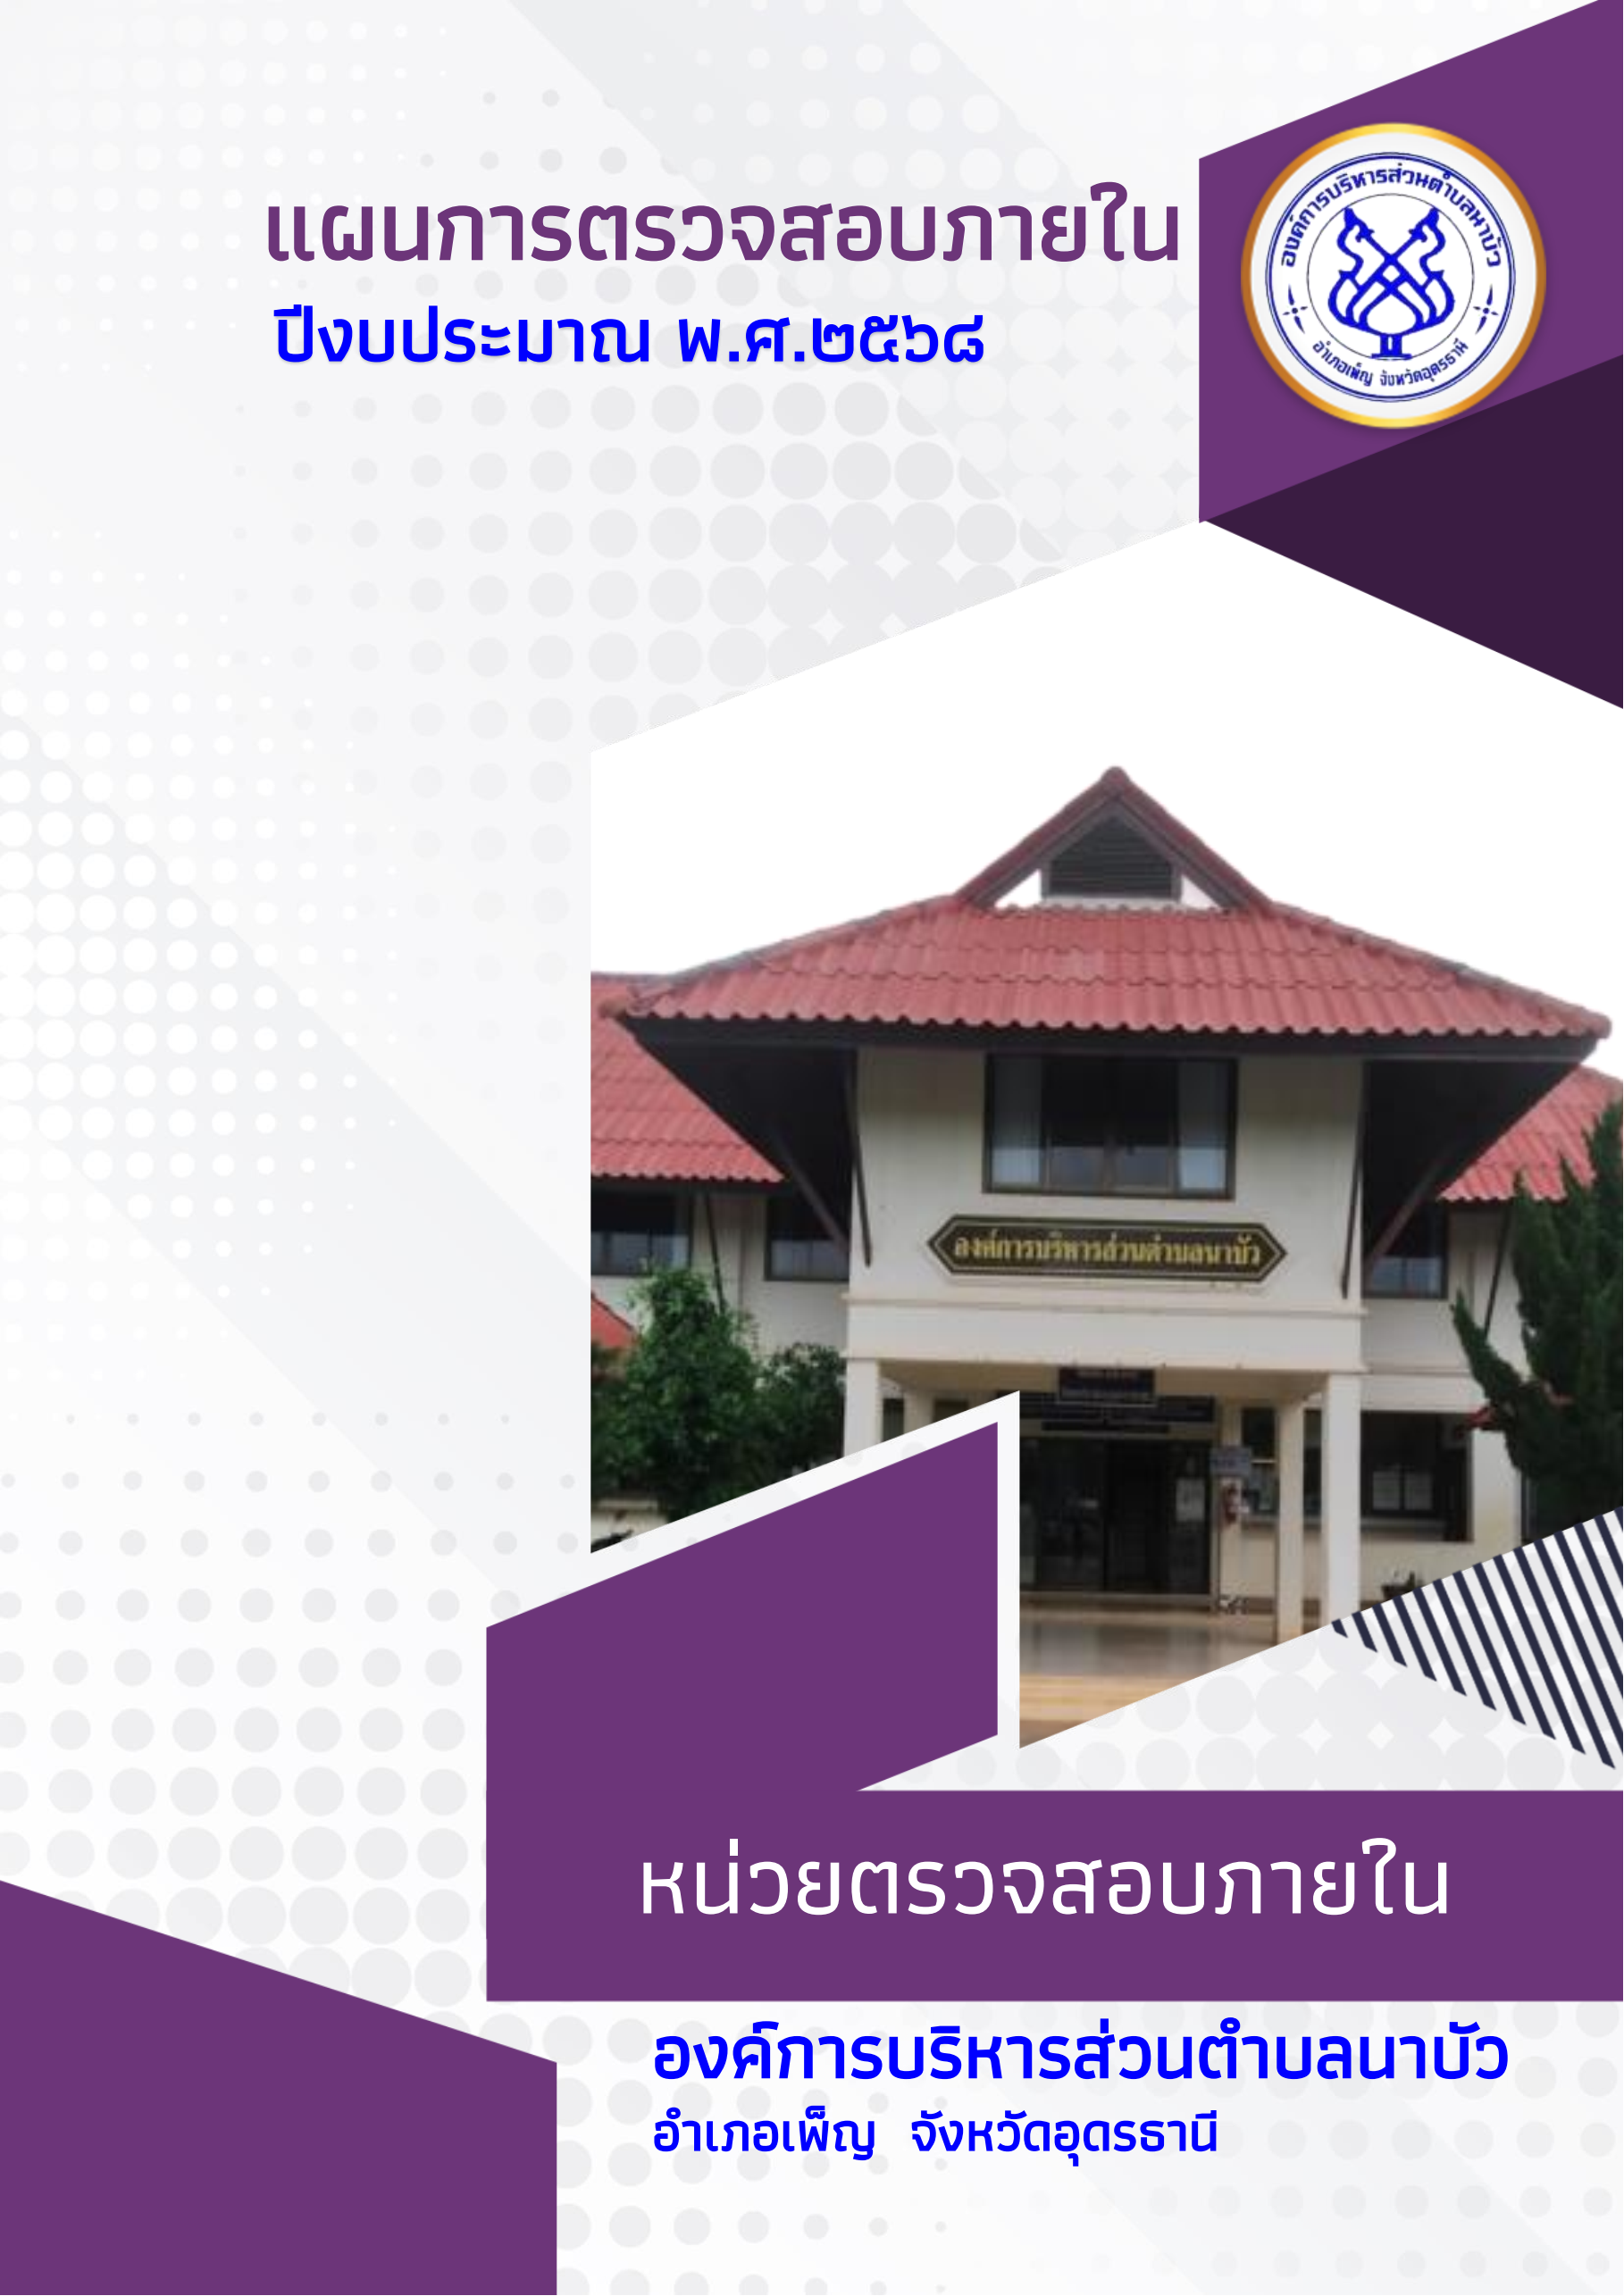 แผนการตรวจสอบภายใน
ปีงบประมาณ พ.ศ.๒๕๖๘
องค์การบริหารส่วนตำบลนาบัว
อำเภอเพ็ญ จังหวัดอุดรธานี
องค์การบริหารส่วนตำบลนาบัว
หน่วยตรวจสอบภายใน
องค์การบริหารส่วนตำบลนาบัว
อำเภอเพ็ญ จังหวัดอุดรธานี